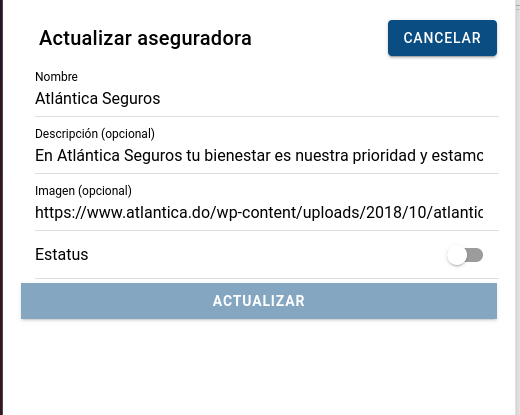 Actualizar aseguradora
CANCELAR
Nombre
Atlántica Seguros
Descripción (opcional)
En Atlántica Seguros tu bienestar es nuestra prioridad y estamo
Imagen (opcional)
https://www.atlantica.do/wp-content/uploads/2018/10/atlantic
Estatus
ACTUALIZAR